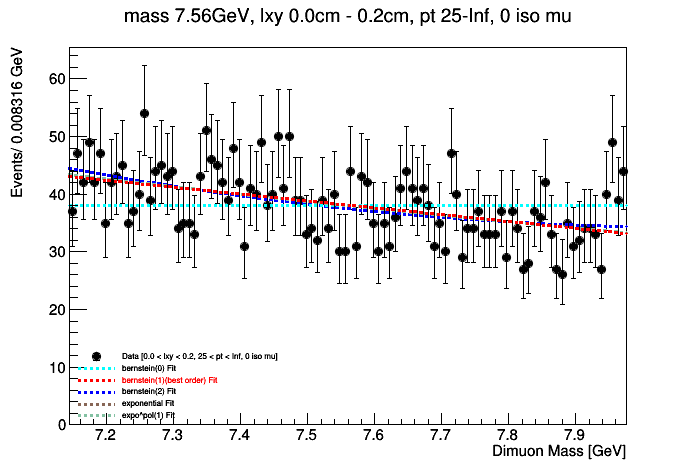 mass 7.56GeV, lxy 0.0cm - 0.2cm, pt 25-Inf, 0 iso mu
Events/ 0.008316 GeV
60
50
40
30
20
10
0
Data [0.0 < lxy < 0.2, 25 < pt < Inf, 0 iso mu]
bernstein(0) Fit
bernstein(1)(best order) Fit
bernstein(2) Fit
exponential Fit
expo*pol(1) Fit
7.2 7.3 7.4 7.5 7.6 7.7 7.8 7.9
Dimuon Mass [GeV]